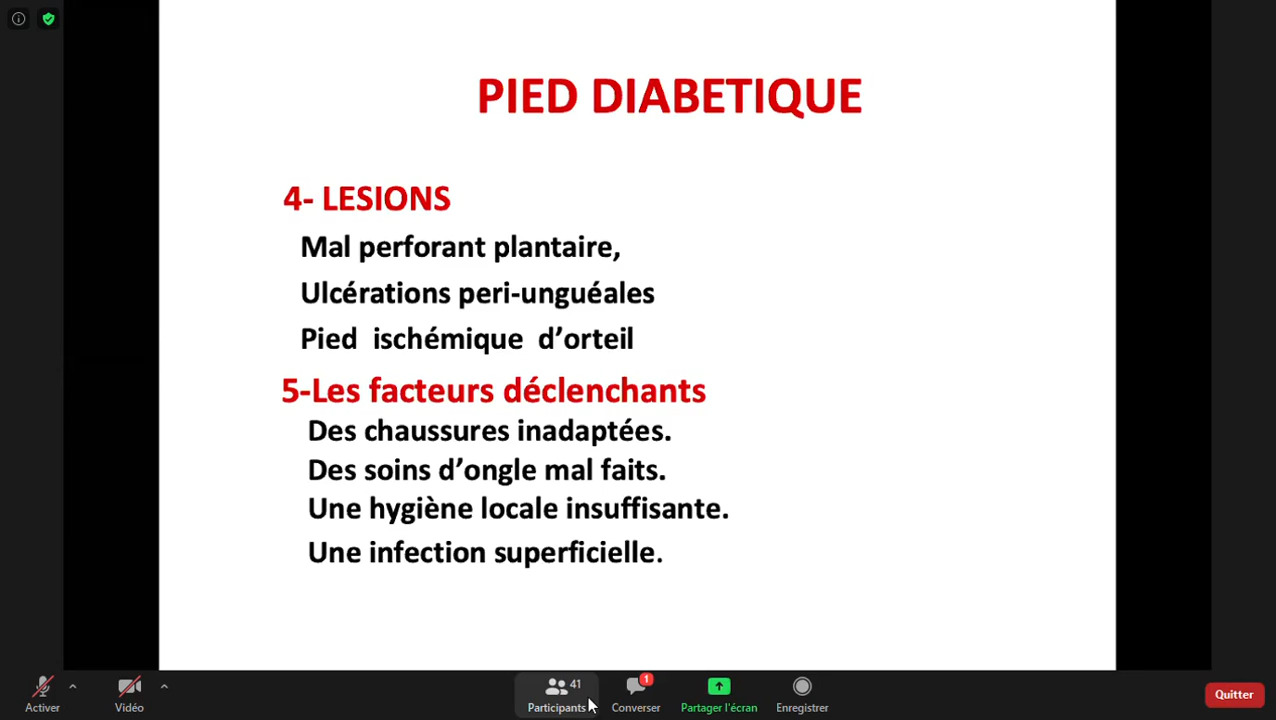 PIED DIABETIQUE
4- LESIONS
Mal perforant plantaire,
Ulcérations peri-unguéales
Pied ischémique d’orteil
5-Les facteurs déclenchants
Des chaussures inadaptées.
Des soins d’ongle mal faits.
Une hygiène locale insuffisante.
Une infection superficielle.
41
1
Activer
Vidéo
Participants
Converser
Partager l'écran
Enregistrer
Quitter